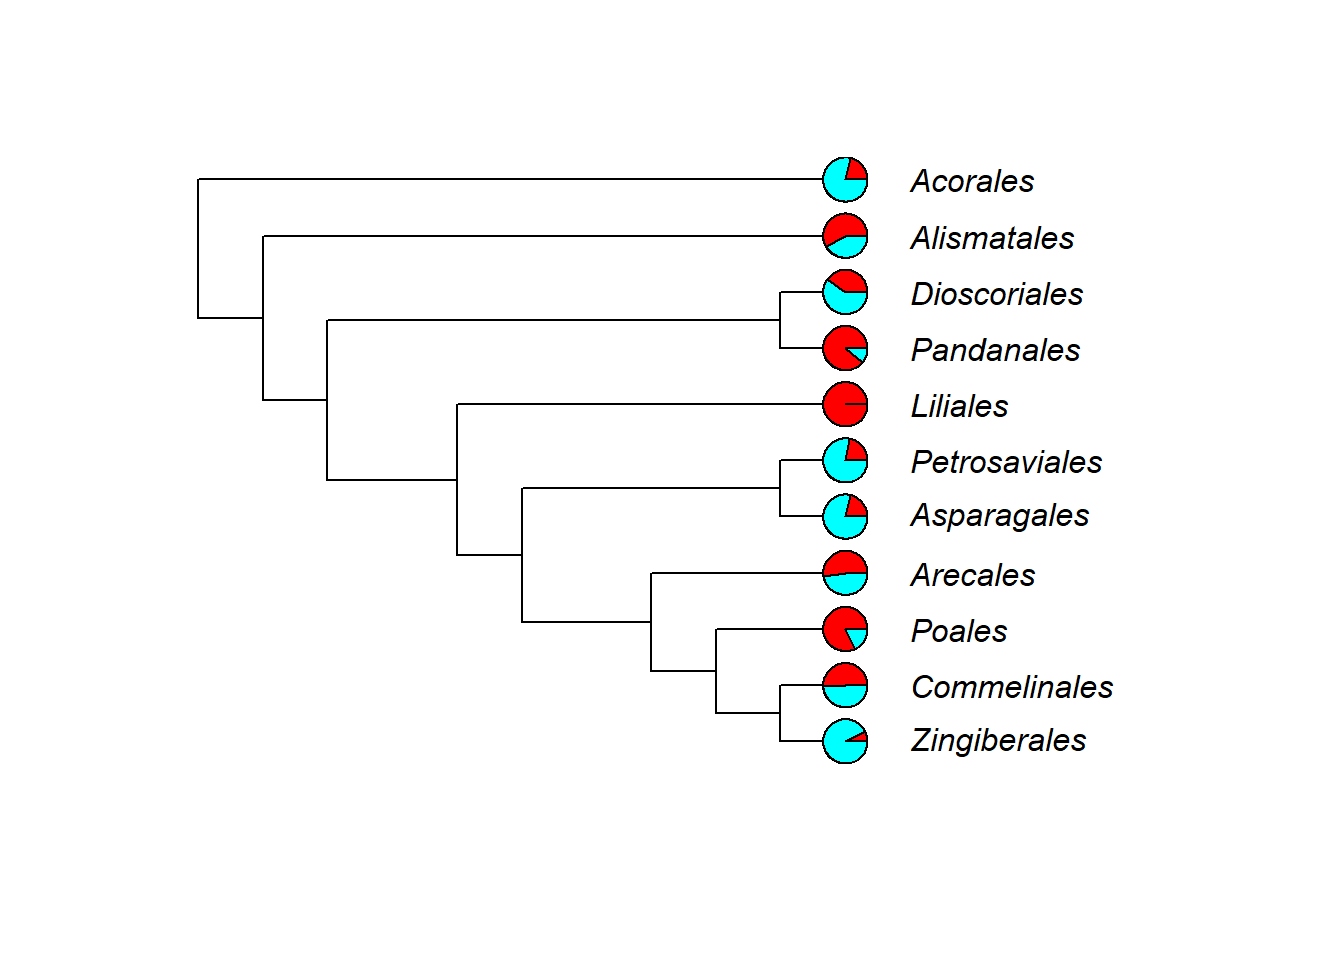 Acorales
Alismatales
Dioscoriales
Pandanales
Liliales
Petrosaviales
Asparagales
Arecales
Poales
Commelinales
Zingiberales